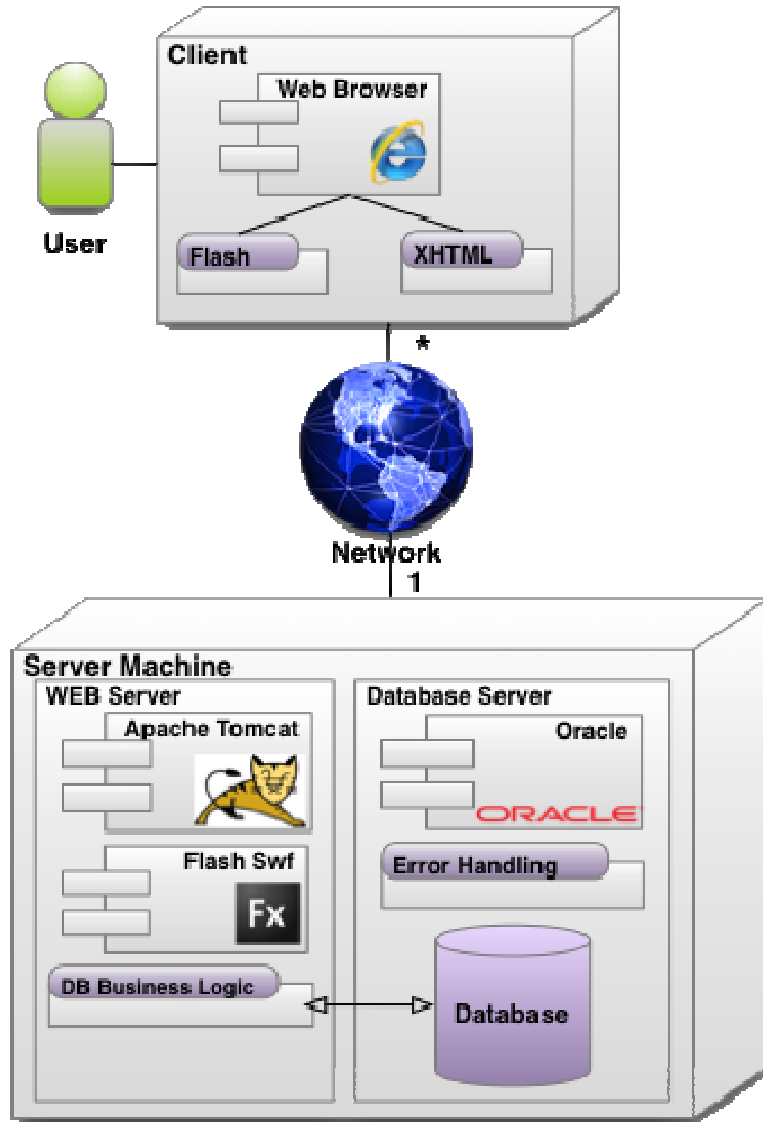 Client
Web Browser
Flash
XHTML
User
*
Network
1
Server Machine
WEB Server
Apache Tomcat
Flash Swf
Fx
DB Business Logic
Database Server
Oracle
ORACLE
Error Handling
Database